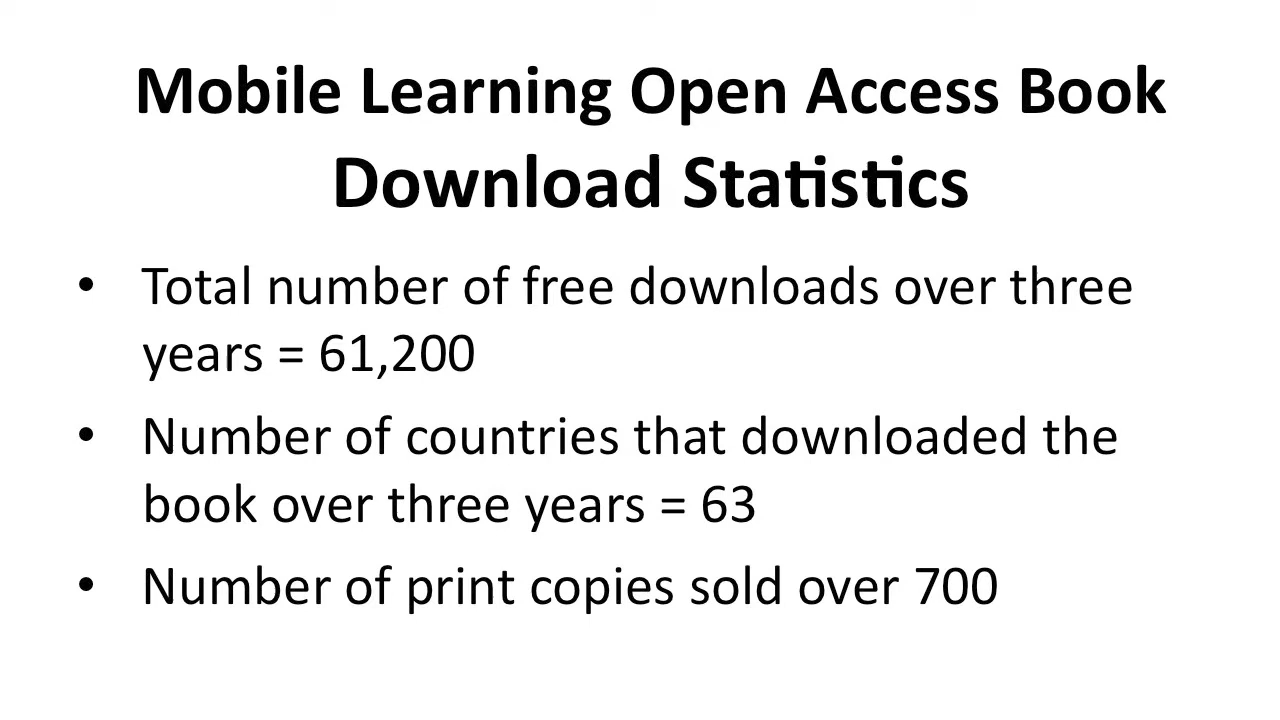 Mobile Learning Open Access Book
Download Statistics
• Total number of free downloads over three
years = 61,200
• Number of countries that downloaded the
book over three years = 63
• Number of print copies sold over 700